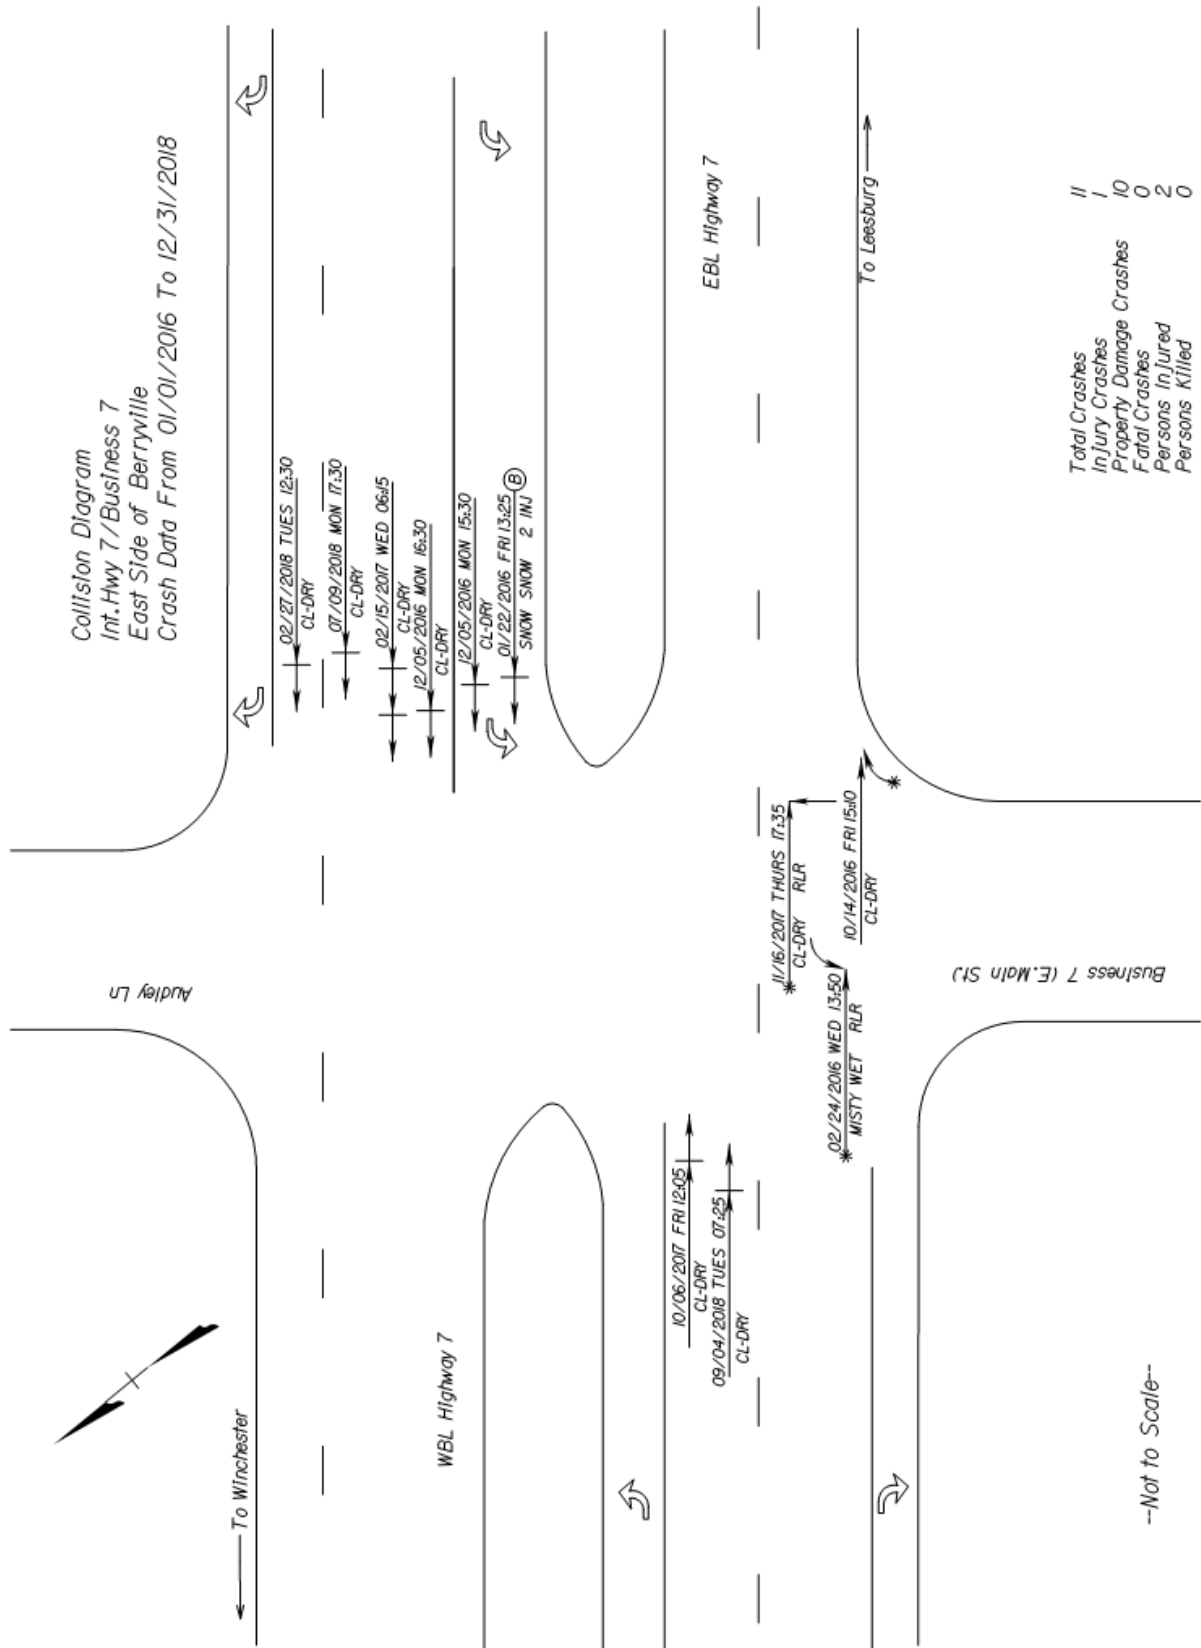 Collision Diagram
Int.Hwy 7/Business 7
East Side of Berryville
Crash Data From 01/01/2016 To 12/31/2018
Audley Ln
To Winchester
02/27/2018 TUES 12:30
CL-DRY
07/09/2018 MON 17:30
CL-DRY
02/15/2017 WED 06:15
CL-DRY
12/05/2016 MON 16:30
CL-DRY
12/05/2016 MON 15:30
CL-DRY
01/22/2016 FRI 13:25 B
SNOW SNOW 2 INJ
WBL Highway 7
EBL Highway 7
10/06/2017 FRI 12:05
CL-DRY
09/04/2018 TUES 07:25
CL-DRY
11/16/2017 THURS 17:35
CL-DRY RLR
02/24/2016 WED 13:50
MISTY WET RLR
10/14/2016 FRI 15:10
CL-DRY
To Leesburg
Business 7 (E.Main St.)
Total Crashes 11
Injury Crashes 1
Property Damage Crashes 10
Fatal Crashes 0
Persons Injured 2
Persons Killed 0
--Not to Scale--